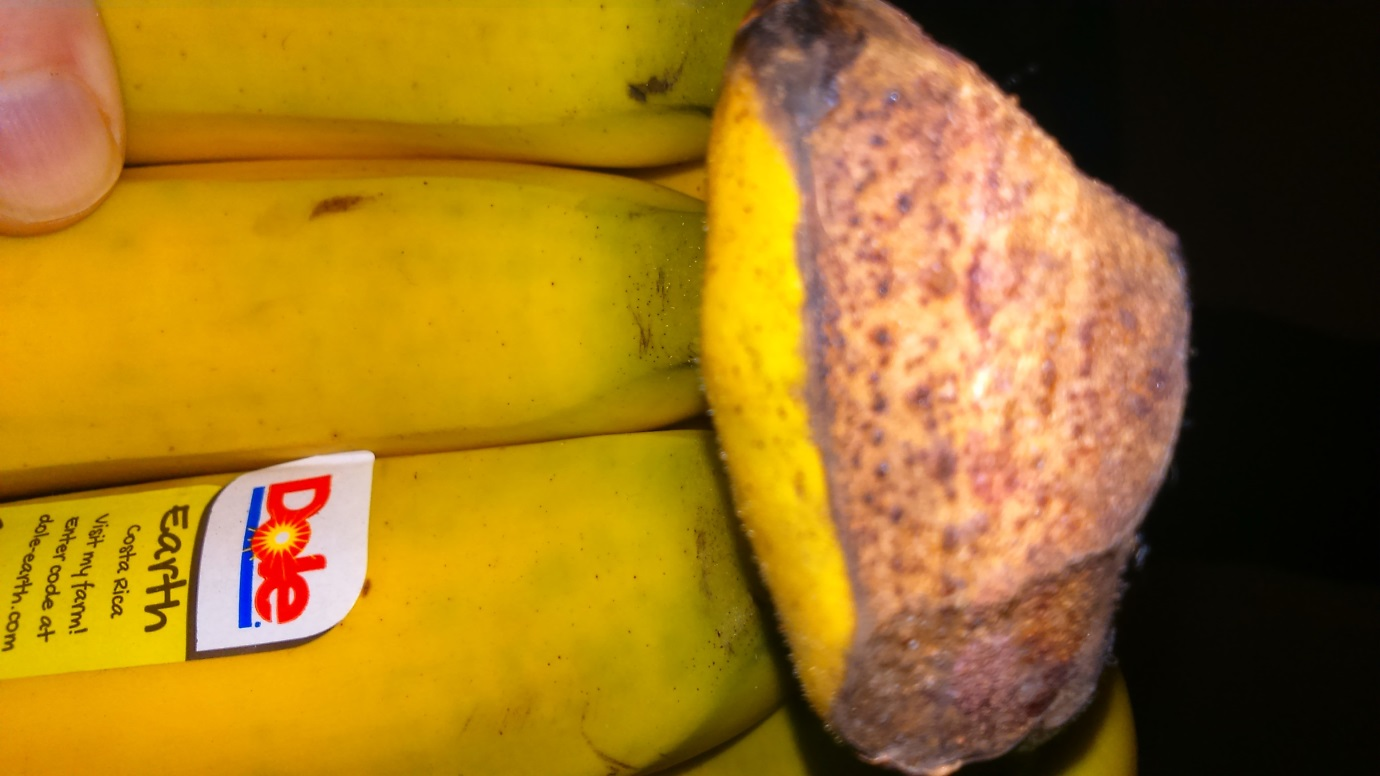 Dole
Earth
Costa Rica
Visit my farm!
Enter code at
dole-earth.com